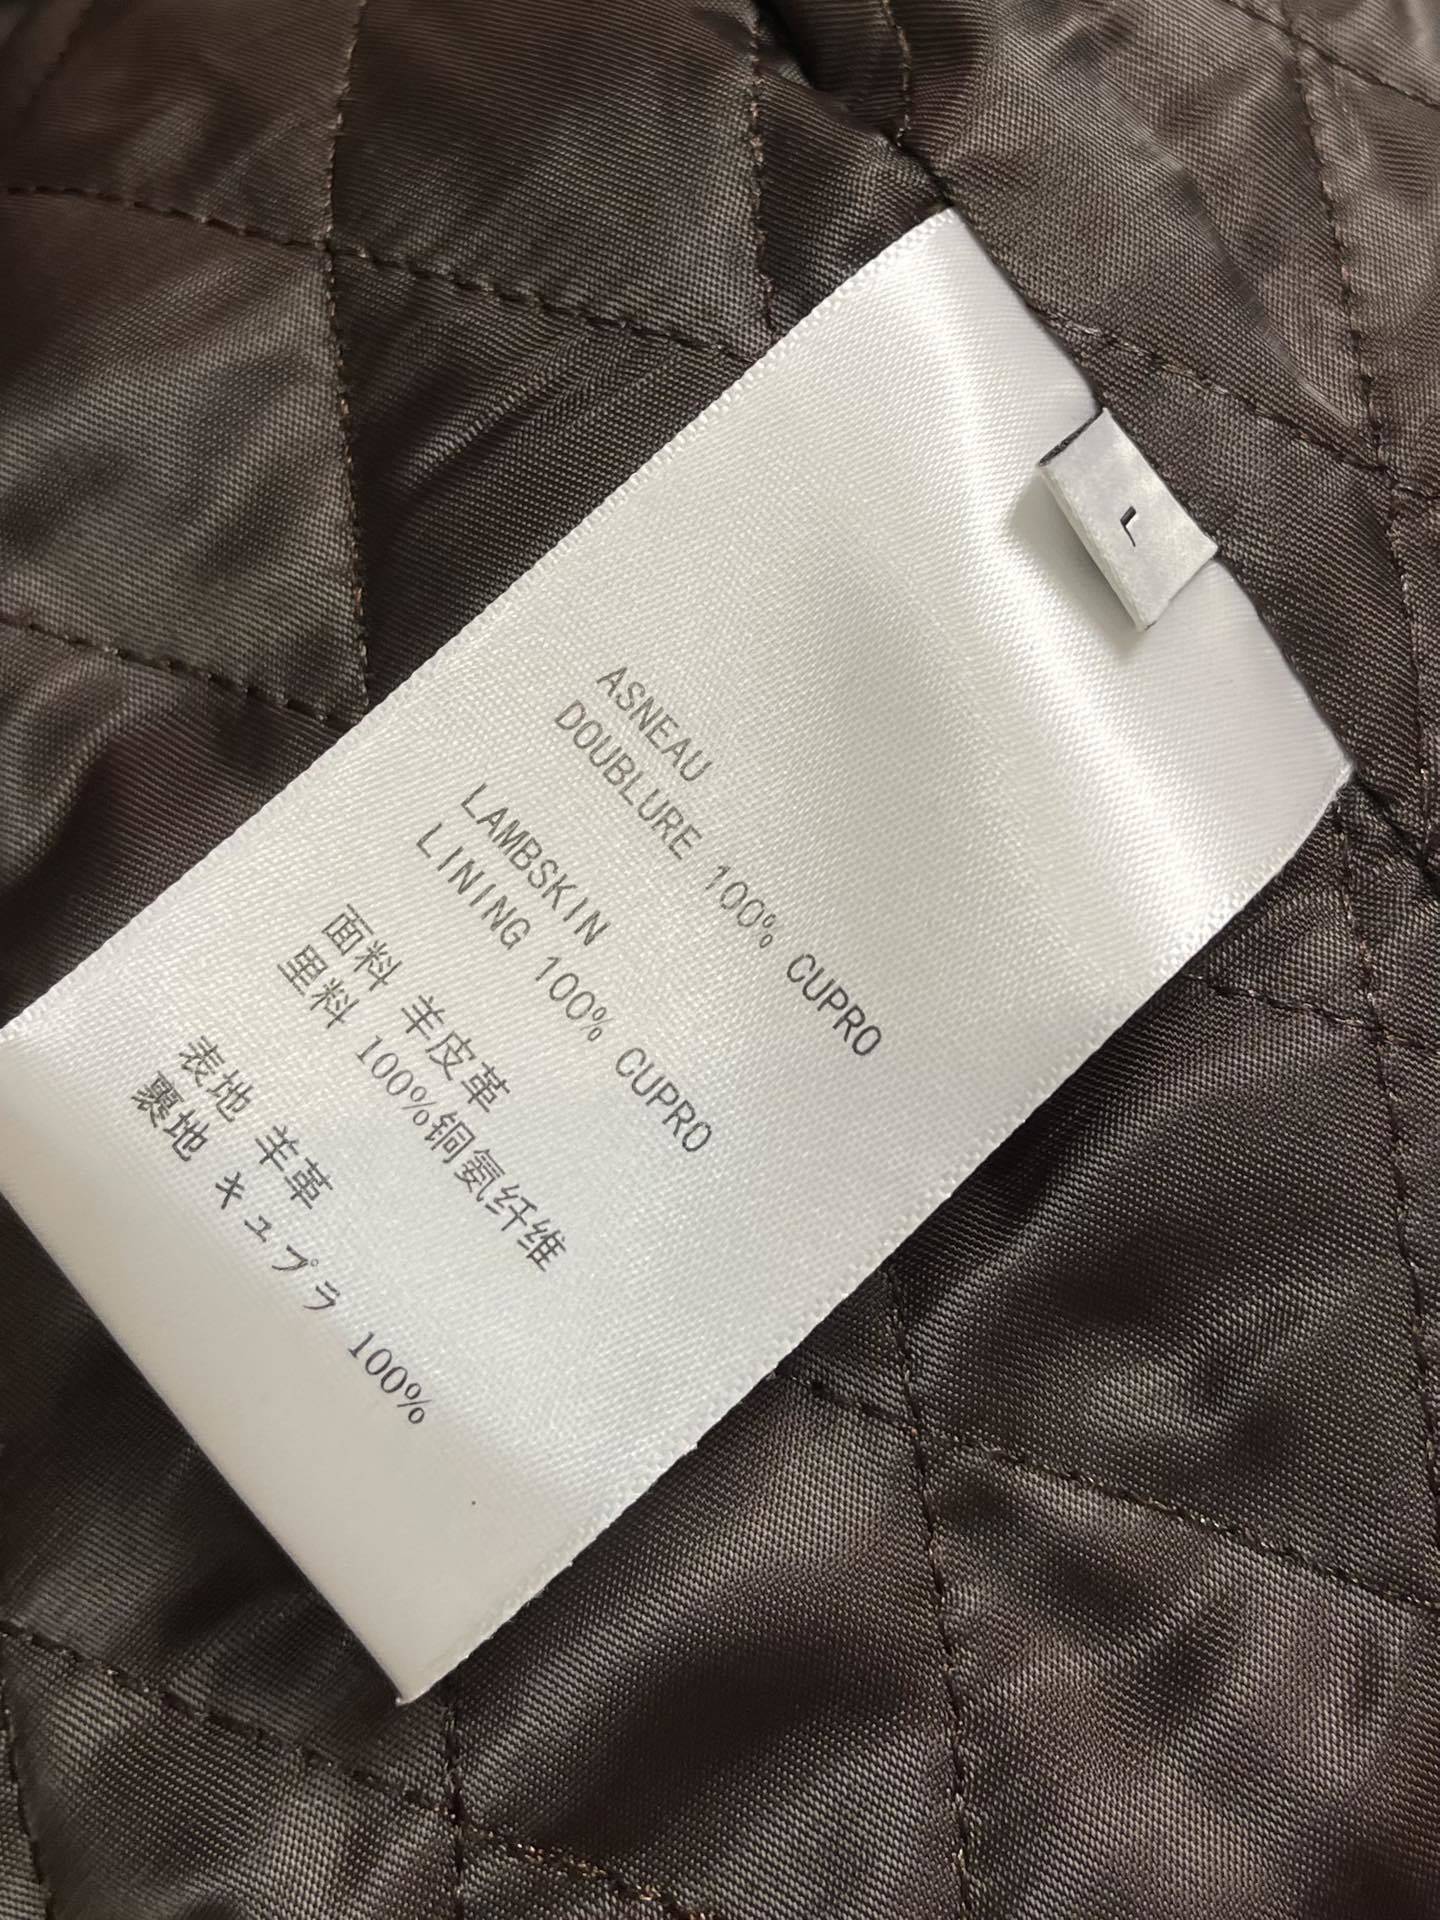 L
ASNEAU
DOUBLURE 100% CUPRO
LAMBSKIN
LINING 100% CUPRO
面料 羊皮革
里料 100%铜氨纤维
表地 羊革
裏地 キュプラ 100%